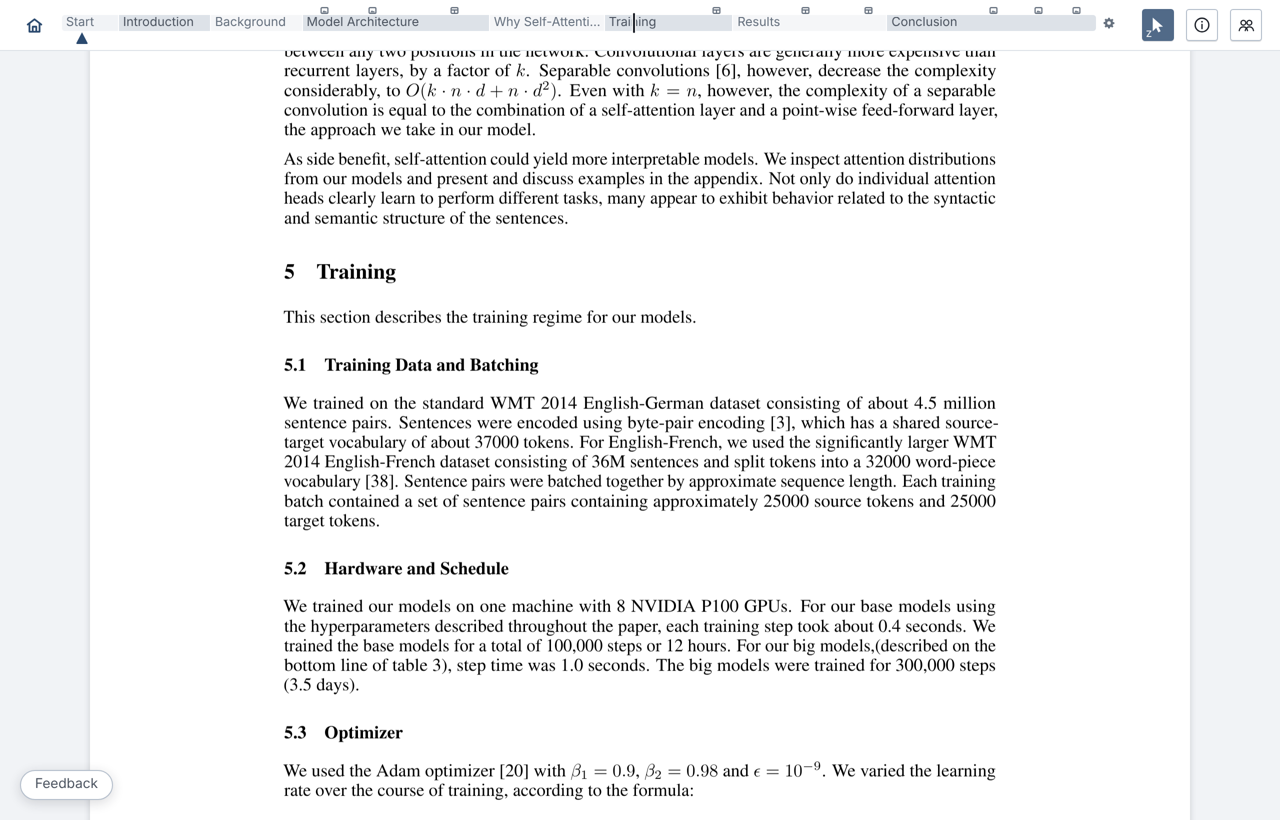 Start Introduction Background Model Architecture Why Self-Attenti... Training Results Conclusion
between any two positions in the network. Convolutional layers are generally more expensive than
recurrent layers, by a factor of k. Separable convolutions [6], however, decrease the complexity
considerably, to O(k · n · d + n · d²). Even with k = n, however, the complexity of a separable
convolution is equal to the combination of a self-attention layer and a point-wise feed-forward layer,
the approach we take in our model.
As side benefit, self-attention could yield more interpretable models. We inspect attention distributions
from our models and present and discuss examples in the appendix. Not only do individual attention
heads clearly learn to perform different tasks, many appear to exhibit behavior related to the syntactic
and semantic structure of the sentences.
5 Training
This section describes the training regime for our models.
5.1 Training Data and Batching
We trained on the standard WMT 2014 English-German dataset consisting of about 4.5 million
sentence pairs. Sentences were encoded using byte-pair encoding [3], which has a shared source-
target vocabulary of about 37000 tokens. For English-French, we used the significantly larger WMT
2014 English-French dataset consisting of 36M sentences and split tokens into a 32000 word-piece
vocabulary [38]. Sentence pairs were batched together by approximate sequence length. Each training
batch contained a set of sentence pairs containing approximately 25000 source tokens and 25000
target tokens.
5.2 Hardware and Schedule
We trained our models on one machine with 8 NVIDIA P100 GPUs. For our base models using
the hyperparameters described throughout the paper, each training step took about 0.4 seconds. We
trained the base models for a total of 100,000 steps or 12 hours. For our big models,(described on the
bottom line of table 3), step time was 1.0 seconds. The big models were trained for 300,000 steps
(3.5 days).
5.3 Optimizer
We used the Adam optimizer [20] with β₁ = 0.9, β₂ = 0.98 and ϵ = 10⁻⁹. We varied the learning
rate over the course of training, according to the formula:
Feedback